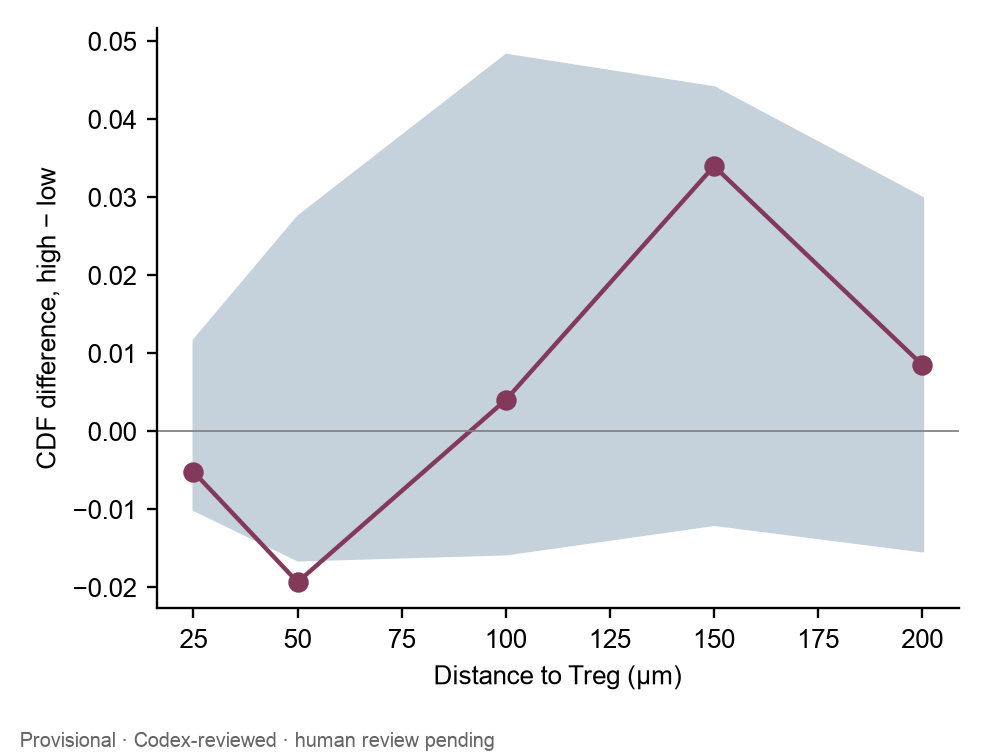 0.05
0.04
0.03
0.02
0.01
0.00
−0.01
−0.02
CDF difference, high − low
25 50 75 100 125 150 175 200
Distance to Treg (μm)
Provisional · Codex-reviewed · human review pending